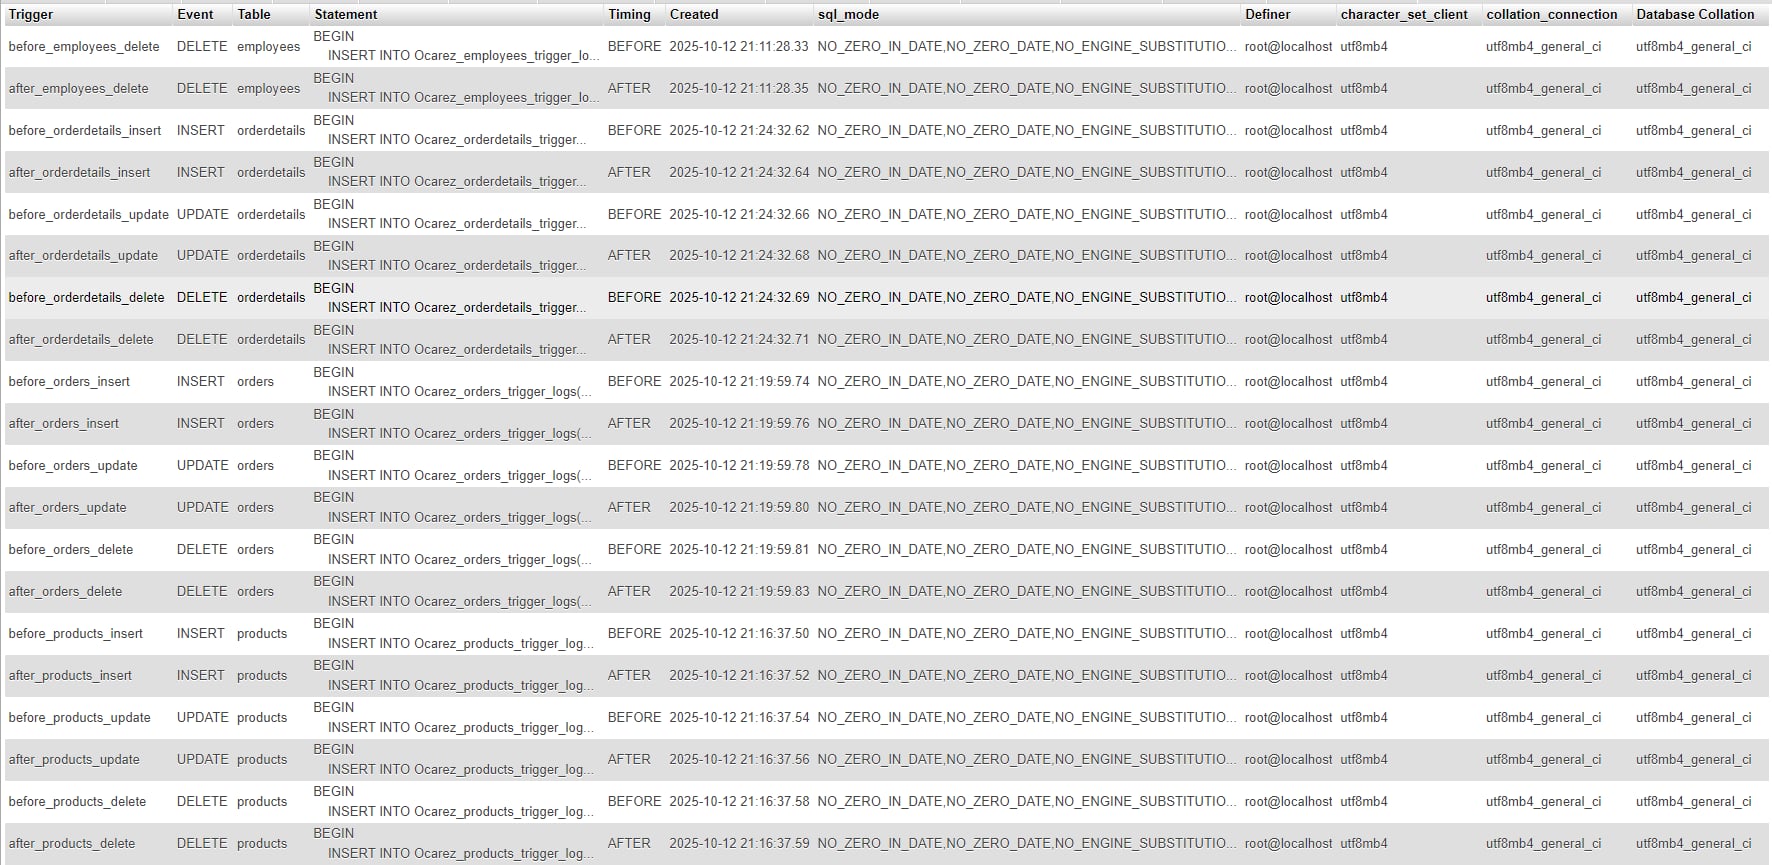 Trigger Event Table Statement Timing Created sql_mode Definer character_set_client collation_connection Database Collation
before_employees_delete DELETE employees BEGIN
INSERT INTO Ocarez_employees_trigger_lo... BEFORE 2025-10-12 21:11:28.33 NO_ZERO_IN_DATE,NO_ZERO_DATE,NO_ENGINE_SUBSTITUTIO... root@localhost utf8mb4 utf8mb4_general_ci utf8mb4_general_ci
after_employees_delete DELETE employees BEGIN
INSERT INTO Ocarez_employees_trigger_lo... AFTER 2025-10-12 21:11:28.35 NO_ZERO_IN_DATE,NO_ZERO_DATE,NO_ENGINE_SUBSTITUTIO... root@localhost utf8mb4 utf8mb4_general_ci utf8mb4_general_ci
before_orderdetails_insert INSERT orderdetails BEGIN
INSERT INTO Ocarez_orderdetails_trigger... BEFORE 2025-10-12 21:24:32.62 NO_ZERO_IN_DATE,NO_ZERO_DATE,NO_ENGINE_SUBSTITUTIO... root@localhost utf8mb4 utf8mb4_general_ci utf8mb4_general_ci
after_orderdetails_insert INSERT orderdetails BEGIN
INSERT INTO Ocarez_orderdetails_trigger... AFTER 2025-10-12 21:24:32.64 NO_ZERO_IN_DATE,NO_ZERO_DATE,NO_ENGINE_SUBSTITUTIO... root@localhost utf8mb4 utf8mb4_general_ci utf8mb4_general_ci
before_orderdetails_update UPDATE orderdetails BEGIN
INSERT INTO Ocarez_orderdetails_trigger... BEFORE 2025-10-12 21:24:32.66 NO_ZERO_IN_DATE,NO_ZERO_DATE,NO_ENGINE_SUBSTITUTIO... root@localhost utf8mb4 utf8mb4_general_ci utf8mb4_general_ci
after_orderdetails_update UPDATE orderdetails BEGIN
INSERT INTO Ocarez_orderdetails_trigger... AFTER 2025-10-12 21:24:32.68 NO_ZERO_IN_DATE,NO_ZERO_DATE,NO_ENGINE_SUBSTITUTIO... root@localhost utf8mb4 utf8mb4_general_ci utf8mb4_general_ci
before_orderdetails_delete DELETE orderdetails BEGIN
INSERT INTO Ocarez_orderdetails_trigger... BEFORE 2025-10-12 21:24:32.69 NO_ZERO_IN_DATE,NO_ZERO_DATE,NO_ENGINE_SUBSTITUTIO... root@localhost utf8mb4 utf8mb4_general_ci utf8mb4_general_ci
after_orderdetails_delete DELETE orderdetails BEGIN
INSERT INTO Ocarez_orderdetails_trigger... AFTER 2025-10-12 21:24:32.71 NO_ZERO_IN_DATE,NO_ZERO_DATE,NO_ENGINE_SUBSTITUTIO... root@localhost utf8mb4 utf8mb4_general_ci utf8mb4_general_ci
before_orders_insert INSERT orders BEGIN
INSERT INTO Ocarez_orders_trigger_logs(... BEFORE 2025-10-12 21:19:59.74 NO_ZERO_IN_DATE,NO_ZERO_DATE,NO_ENGINE_SUBSTITUTIO... root@localhost utf8mb4 utf8mb4_general_ci utf8mb4_general_ci
after_orders_insert INSERT orders BEGIN
INSERT INTO Ocarez_orders_trigger_logs(... AFTER 2025-10-12 21:19:59.76 NO_ZERO_IN_DATE,NO_ZERO_DATE,NO_ENGINE_SUBSTITUTIO... root@localhost utf8mb4 utf8mb4_general_ci utf8mb4_general_ci
before_orders_update UPDATE orders BEGIN
INSERT INTO Ocarez_orders_trigger_logs(... BEFORE 2025-10-12 21:19:59.78 NO_ZERO_IN_DATE,NO_ZERO_DATE,NO_ENGINE_SUBSTITUTIO... root@localhost utf8mb4 utf8mb4_general_ci utf8mb4_general_ci
after_orders_update UPDATE orders BEGIN
INSERT INTO Ocarez_orders_trigger_logs(... AFTER 2025-10-12 21:19:59.80 NO_ZERO_IN_DATE,NO_ZERO_DATE,NO_ENGINE_SUBSTITUTIO... root@localhost utf8mb4 utf8mb4_general_ci utf8mb4_general_ci
before_orders_delete DELETE orders BEGIN
INSERT INTO Ocarez_orders_trigger_logs(... BEFORE 2025-10-12 21:19:59.81 NO_ZERO_IN_DATE,NO_ZERO_DATE,NO_ENGINE_SUBSTITUTIO... root@localhost utf8mb4 utf8mb4_general_ci utf8mb4_general_ci
after_orders_delete DELETE orders BEGIN
INSERT INTO Ocarez_orders_trigger_logs(... AFTER 2025-10-12 21:19:59.83 NO_ZERO_IN_DATE,NO_ZERO_DATE,NO_ENGINE_SUBSTITUTIO... root@localhost utf8mb4 utf8mb4_general_ci utf8mb4_general_ci
before_products_insert INSERT products BEGIN
INSERT INTO Ocarez_products_trigger_log... BEFORE 2025-10-12 21:16:37.50 NO_ZERO_IN_DATE,NO_ZERO_DATE,NO_ENGINE_SUBSTITUTIO... root@localhost utf8mb4 utf8mb4_general_ci utf8mb4_general_ci
after_products_insert INSERT products BEGIN
INSERT INTO Ocarez_products_trigger_log... AFTER 2025-10-12 21:16:37.52 NO_ZERO_IN_DATE,NO_ZERO_DATE,NO_ENGINE_SUBSTITUTIO... root@localhost utf8mb4 utf8mb4_general_ci utf8mb4_general_ci
before_products_update UPDATE products BEGIN
INSERT INTO Ocarez_products_trigger_log... BEFORE 2025-10-12 21:16:37.54 NO_ZERO_IN_DATE,NO_ZERO_DATE,NO_ENGINE_SUBSTITUTIO... root@localhost utf8mb4 utf8mb4_general_ci utf8mb4_general_ci
after_products_update UPDATE products BEGIN
INSERT INTO Ocarez_products_trigger_log... AFTER 2025-10-12 21:16:37.56 NO_ZERO_IN_DATE,NO_ZERO_DATE,NO_ENGINE_SUBSTITUTIO... root@localhost utf8mb4 utf8mb4_general_ci utf8mb4_general_ci
before_products_delete DELETE products BEGIN
INSERT INTO Ocarez_products_trigger_log... BEFORE 2025-10-12 21:16:37.58 NO_ZERO_IN_DATE,NO_ZERO_DATE,NO_ENGINE_SUBSTITUTIO... root@localhost utf8mb4 utf8mb4_general_ci utf8mb4_general_ci
after_products_delete DELETE products BEGIN
INSERT INTO Ocarez_products_trigger_log... AFTER 2025-10-12 21:16:37.59 NO_ZERO_IN_DATE,NO_ZERO_DATE,NO_ENGINE_SUBSTITUTIO... root@localhost utf8mb4 utf8mb4_general_ci utf8mb4_general_ci